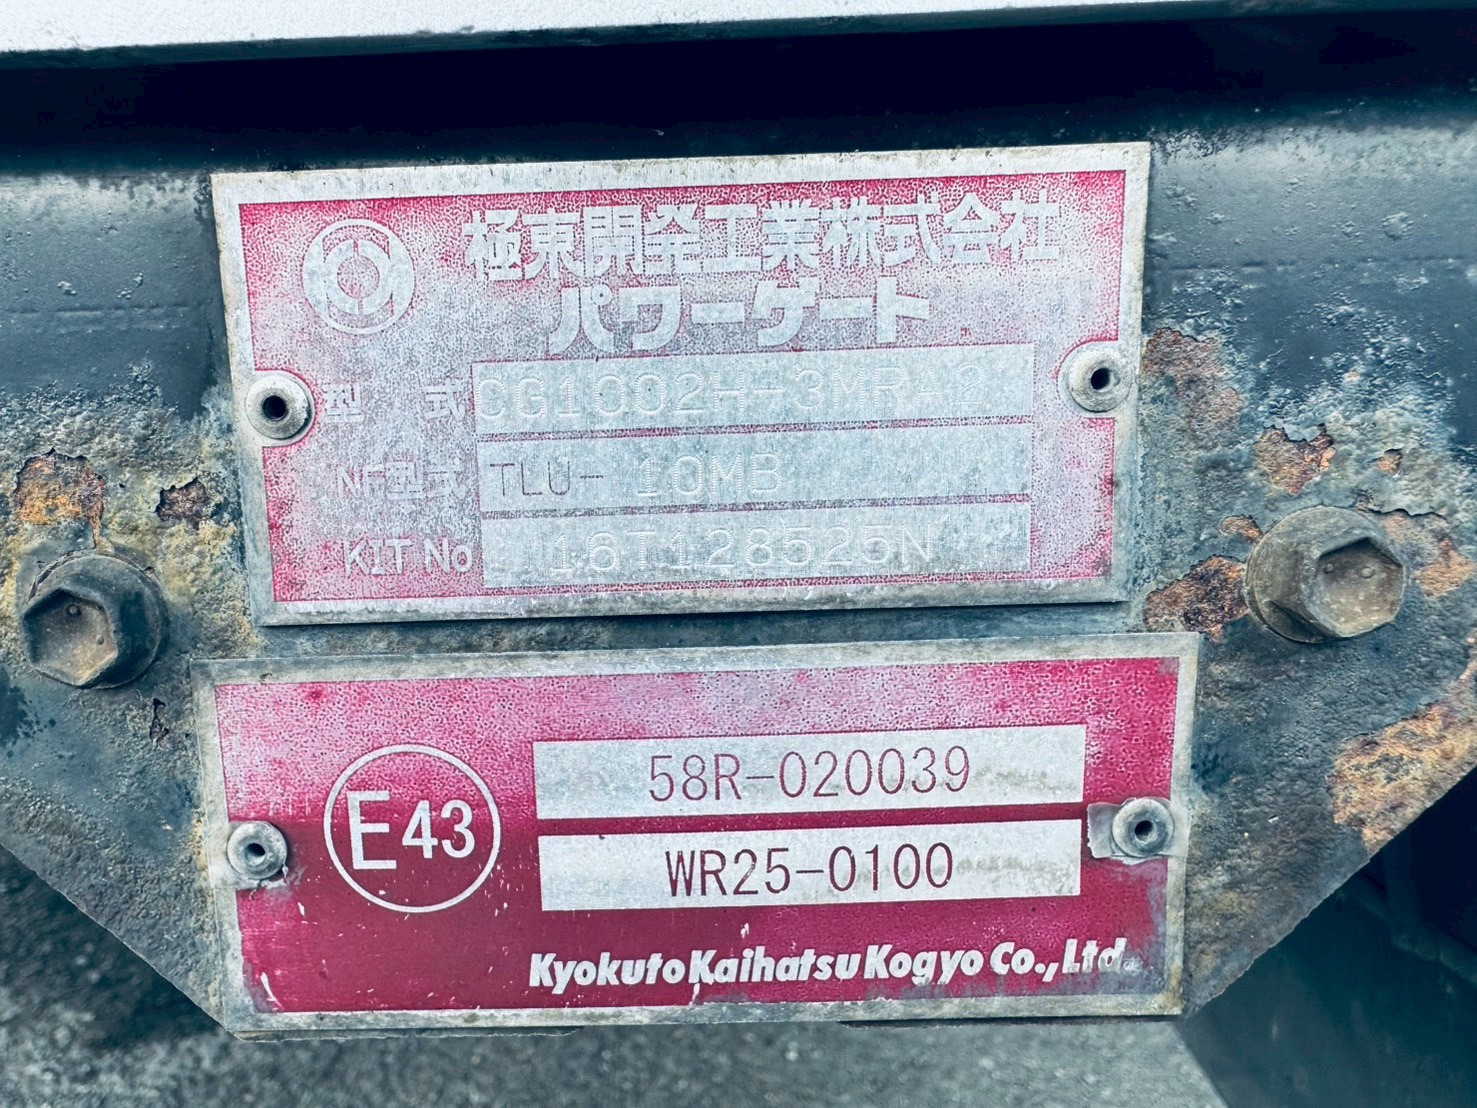 極東開発工業株式会社
パワーゲート
型 式 CG1002H-3MRA2
NF型式 TLU- 10MB
KIT No 16T128525N
E43
58R-020039
WR25-0100
Kyokuto Kaihatsu Kogyo Co., Ltd.